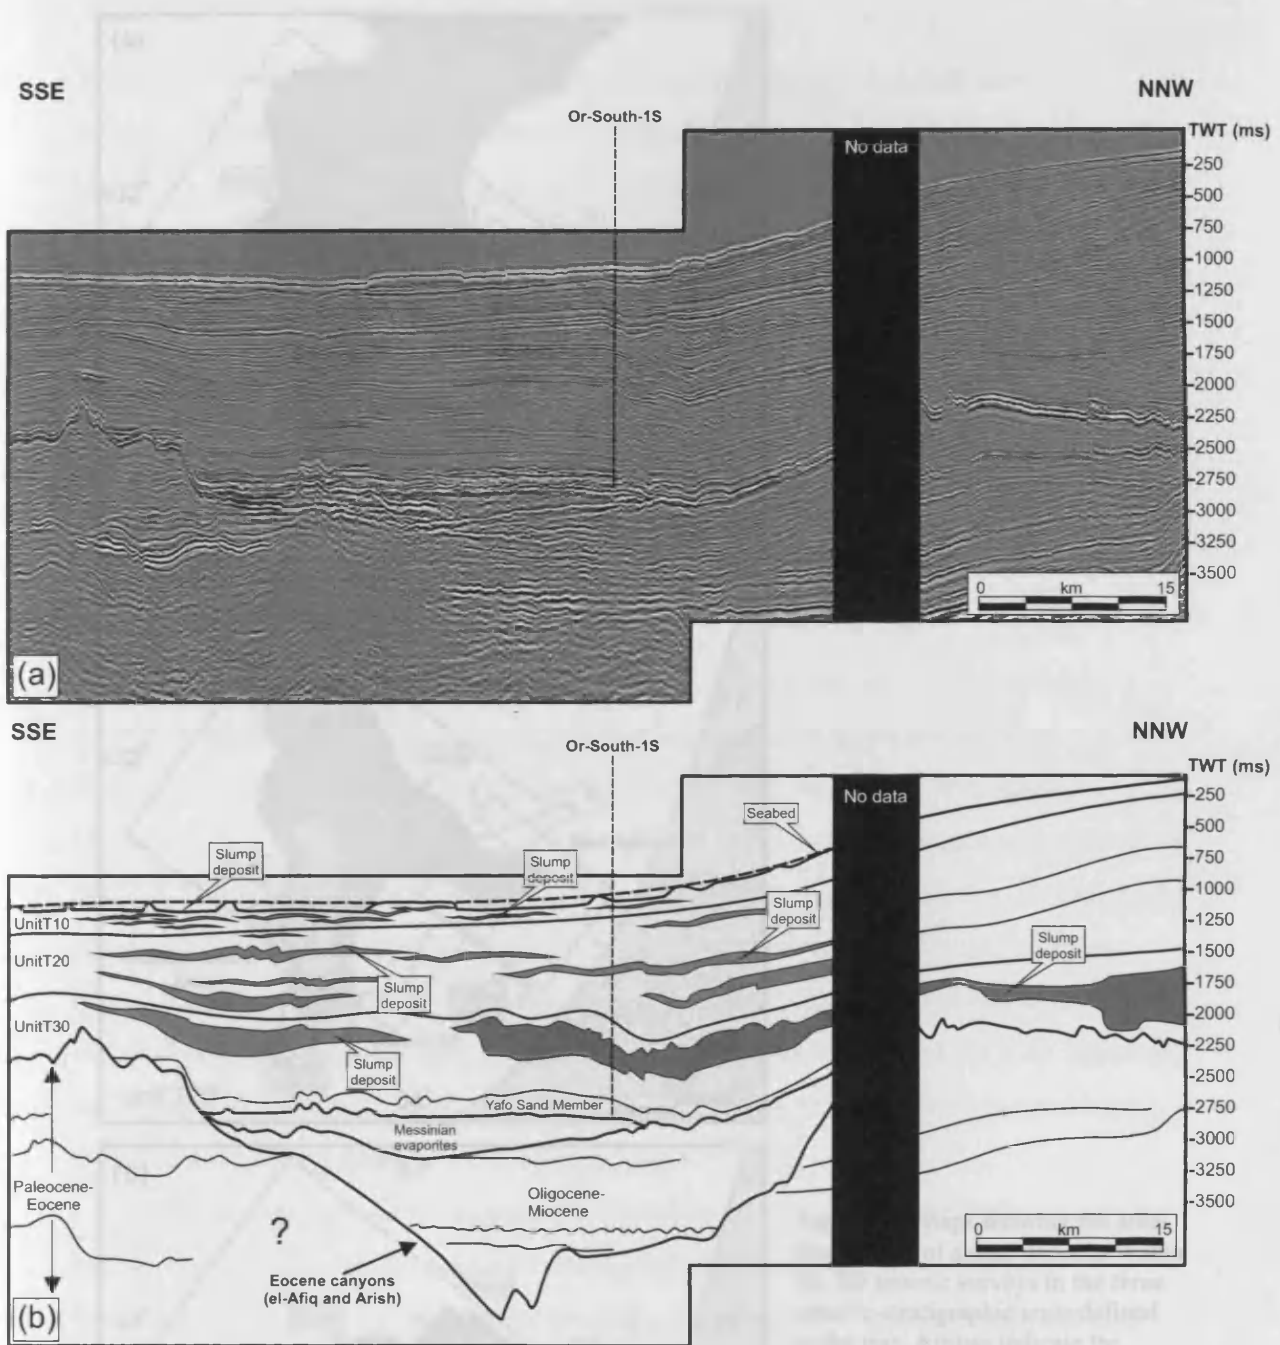 SSE
NNW
Or-South-1S
TWT (ms)
No data
250
500
750
1000
1250
1500
1750
2000
2250
2500
2750
3000
3250
3500
0 km 15
(a)
SSE
NNW
Or-South-1S
TWT (ms)
No data
Seabed
Slump
deposit
Slump
deposit
Slump
deposit
Slump
deposit
Slump
deposit
Slump
deposit
UnitT10
UnitT20
UnitT30
Yafo Sand Member
Messinian
evaporites
Paleocene-
Eocene
Oligocene-
Miocene
?
Eocene canyons
(el-Afiq and Arish)
250
500
750
1000
1250
1500
1750
2000
2250
2500
2750
3000
3250
3500
0 km 15
(b)